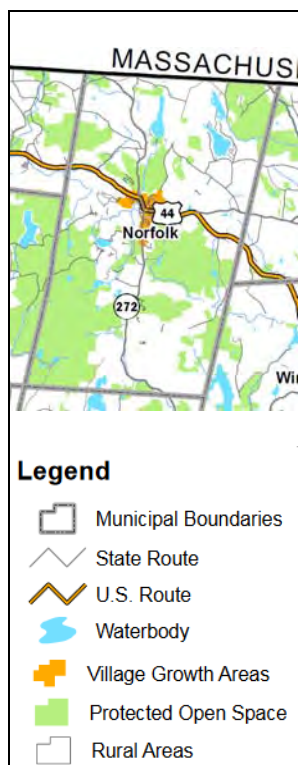 MASSACHUS
44
Norfolk
272
Wi
Legend
Municipal Boundaries
State Route
U.S. Route
Waterbody
Village Growth Areas
Protected Open Space
Rural Areas